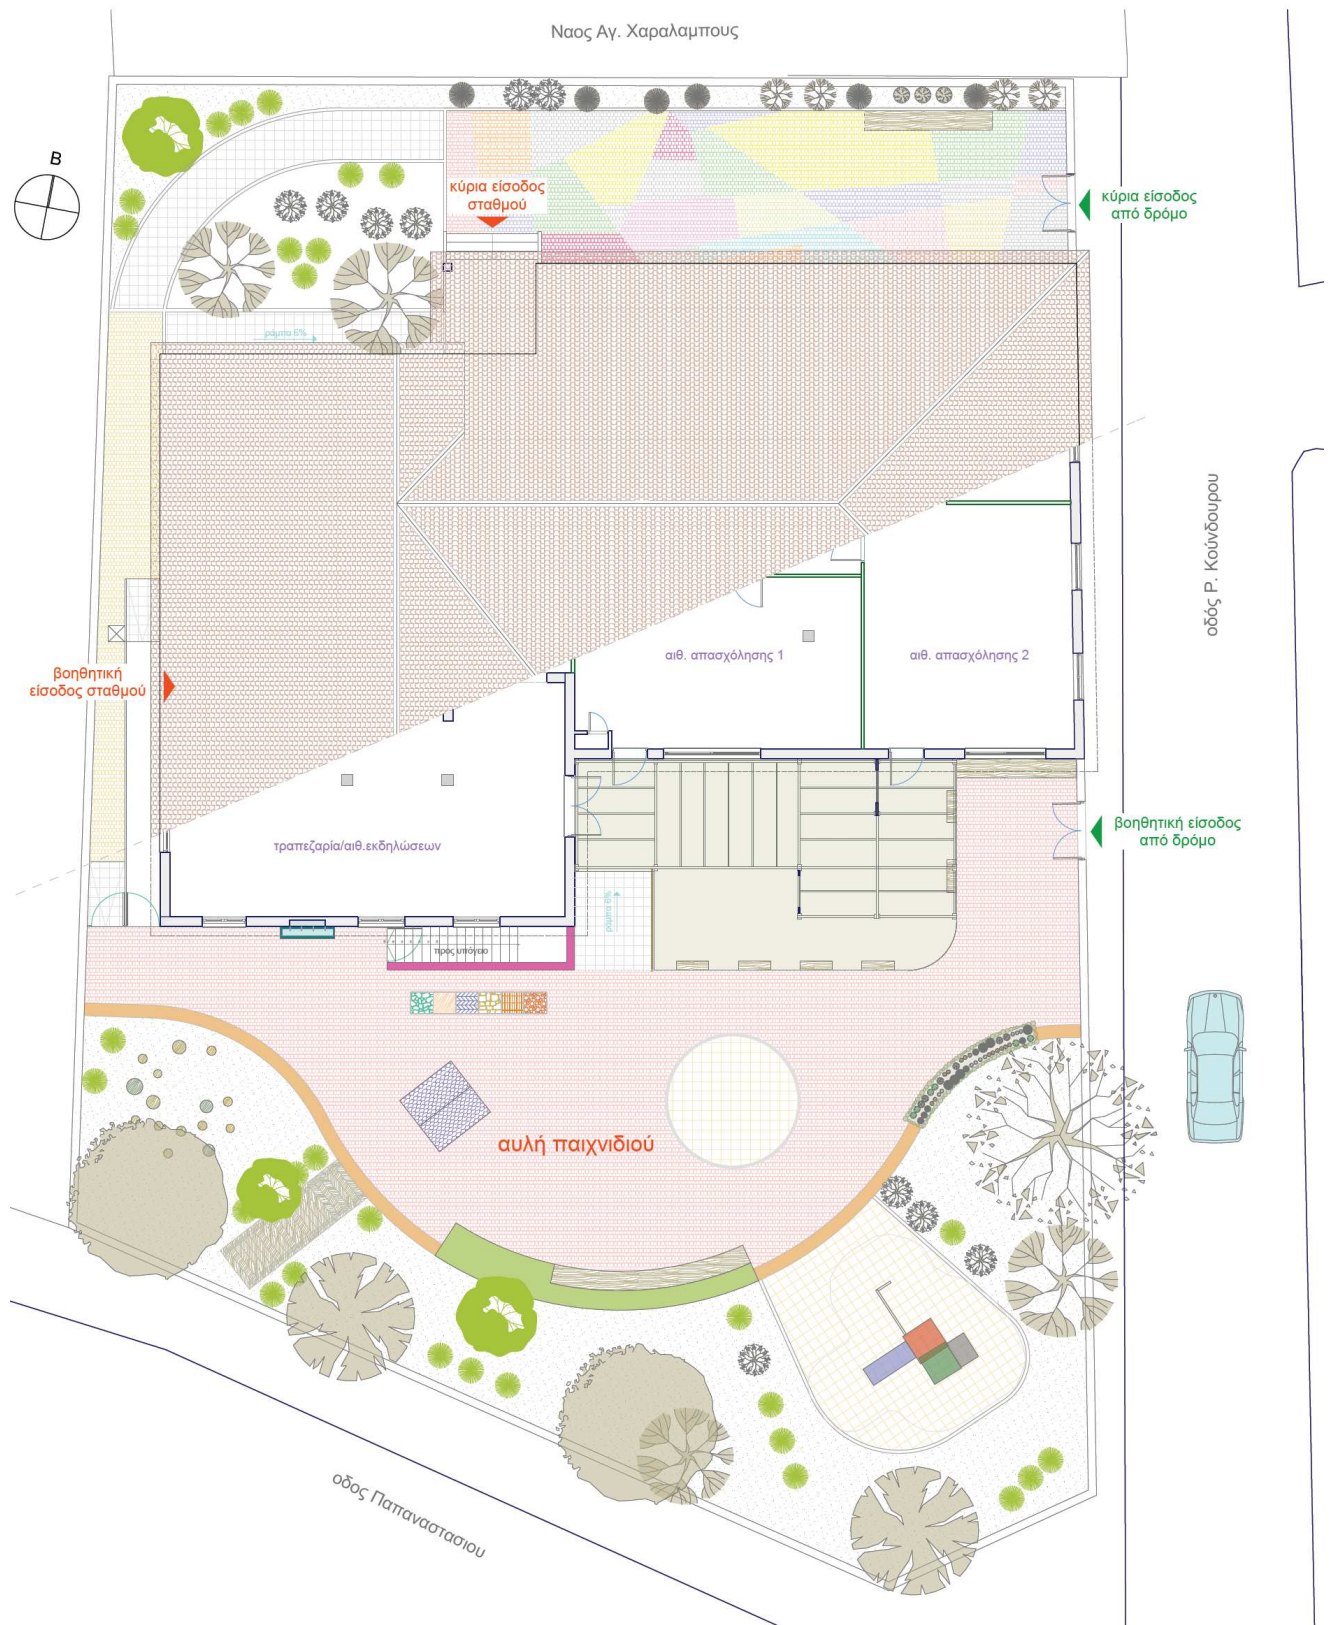 Ναος Αγ. Χαραλαμπους
Β
κύρια είσοδος
σταθμού
κύρια είσοδος
από δρόμο
ράμπα 6%
οδός Ρ. Κούνδουρου
αιθ. απασχόλησης 1
αιθ. απασχόλησης 2
βοηθητική
είσοδος σταθμού
βοηθητική είσοδος
από δρόμο
τραπεζαρία/αιθ.εκδηλώσεων
ράμπα 6%
προς υπόγειο
αυλή παιχνιδιού
οδος Παπαναστασιου